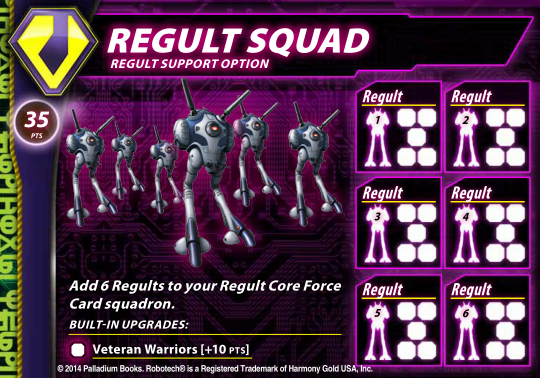 REGULT SQUAD
REGULT SUPPORT OPTION
35
PTS
Regult
1
Regult
2
Regult
3
Regult
4
Regult
5
Regult
6
Add 6 Regults to your Regult Core Force
Card squadron.
BUILT-IN UPGRADES:
Veteran Warriors [+10 PTS]
© 2014 Palladium Books. Robotech® is a Registered Trademark of Harmony Gold USA, Inc.